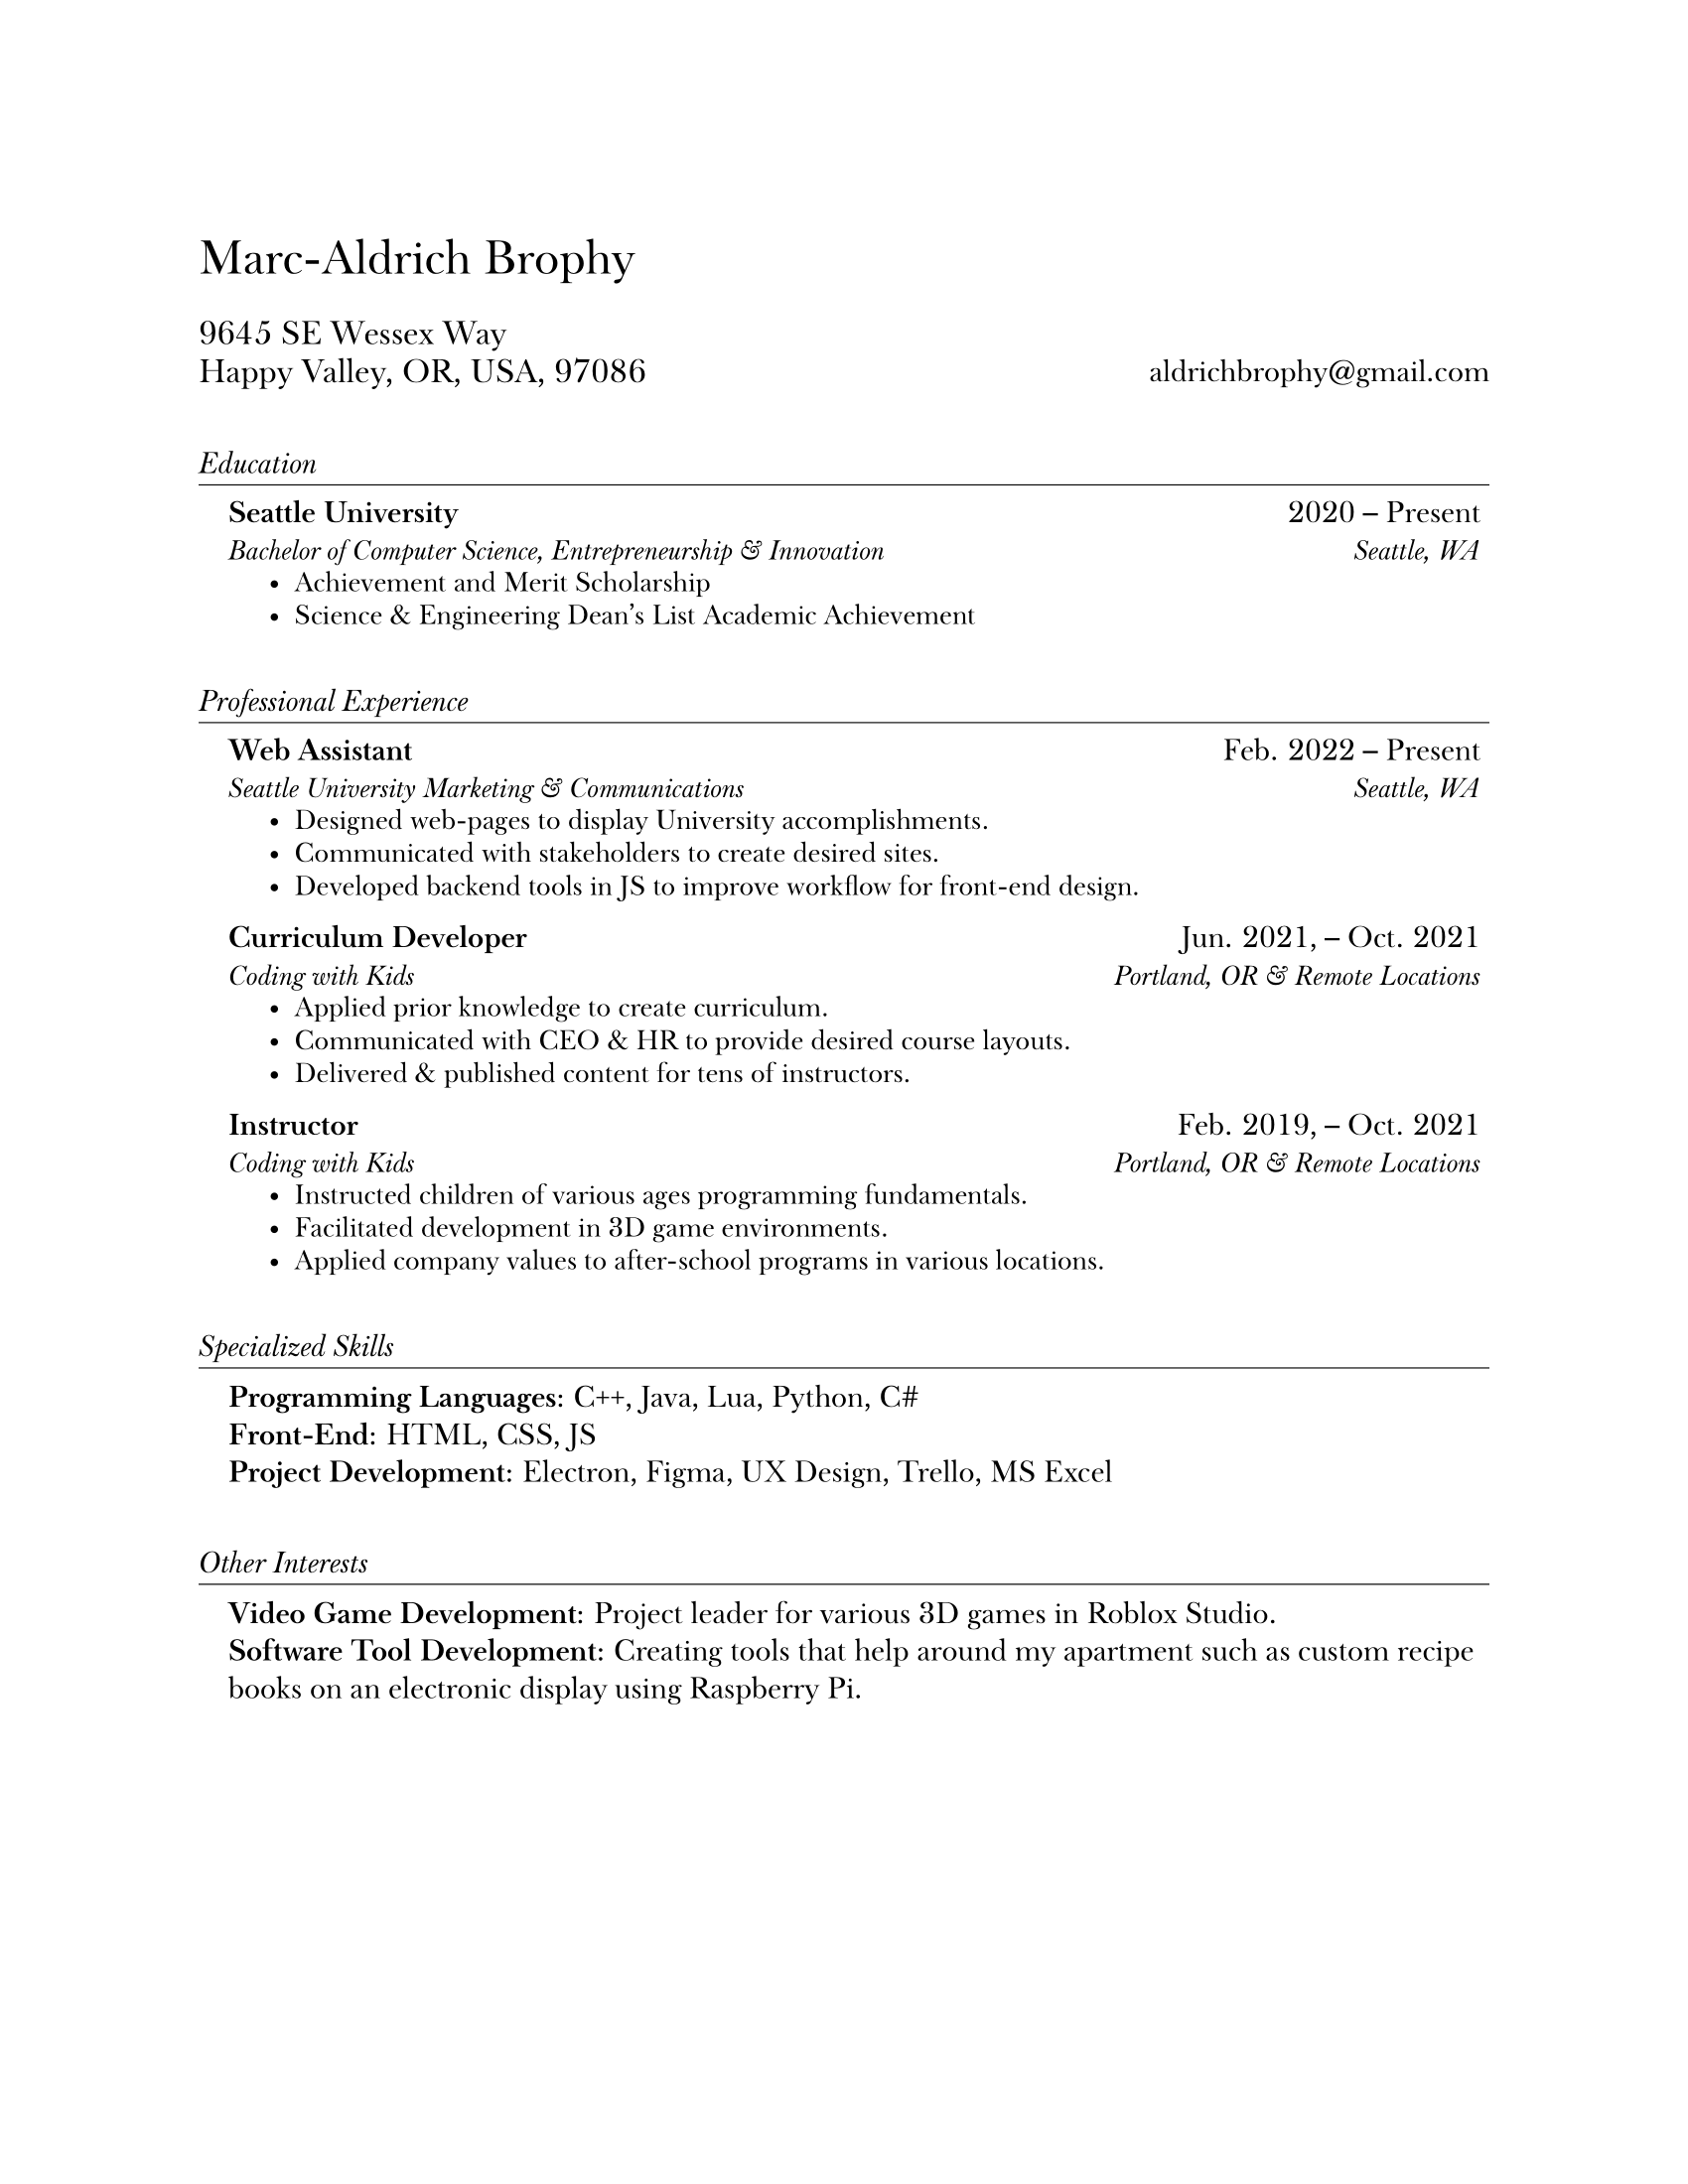 Marc-Aldrich Brophy
9645 SE Wessex Way
Happy Valley, OR, USA, 97086 aldrichbrophy@gmail.com
Education
Seattle University 2020 – Present
Bachelor of Computer Science, Entrepreneurship & Innovation Seattle, WA
• Achievement and Merit Scholarship
• Science & Engineering Dean’s List Academic Achievement
Professional Experience
Web Assistant Feb. 2022 – Present
Seattle University Marketing & Communications Seattle, WA
• Designed web-pages to display University accomplishments.
• Communicated with stakeholders to create desired sites.
• Developed backend tools in JS to improve workflow for front-end design.
Curriculum Developer Jun. 2021, – Oct. 2021
Coding with Kids Portland, OR & Remote Locations
• Applied prior knowledge to create curriculum.
• Communicated with CEO & HR to provide desired course layouts.
• Delivered & published content for tens of instructors.
Instructor Feb. 2019, – Oct. 2021
Coding with Kids Portland, OR & Remote Locations
• Instructed children of various ages programming fundamentals.
• Facilitated development in 3D game environments.
• Applied company values to after-school programs in various locations.
Specialized Skills
Programming Languages: C++, Java, Lua, Python, C#
Front-End: HTML, CSS, JS
Project Development: Electron, Figma, UX Design, Trello, MS Excel
Other Interests
Video Game Development: Project leader for various 3D games in Roblox Studio.
Software Tool Development: Creating tools that help around my apartment such as custom recipe
books on an electronic display using Raspberry Pi.